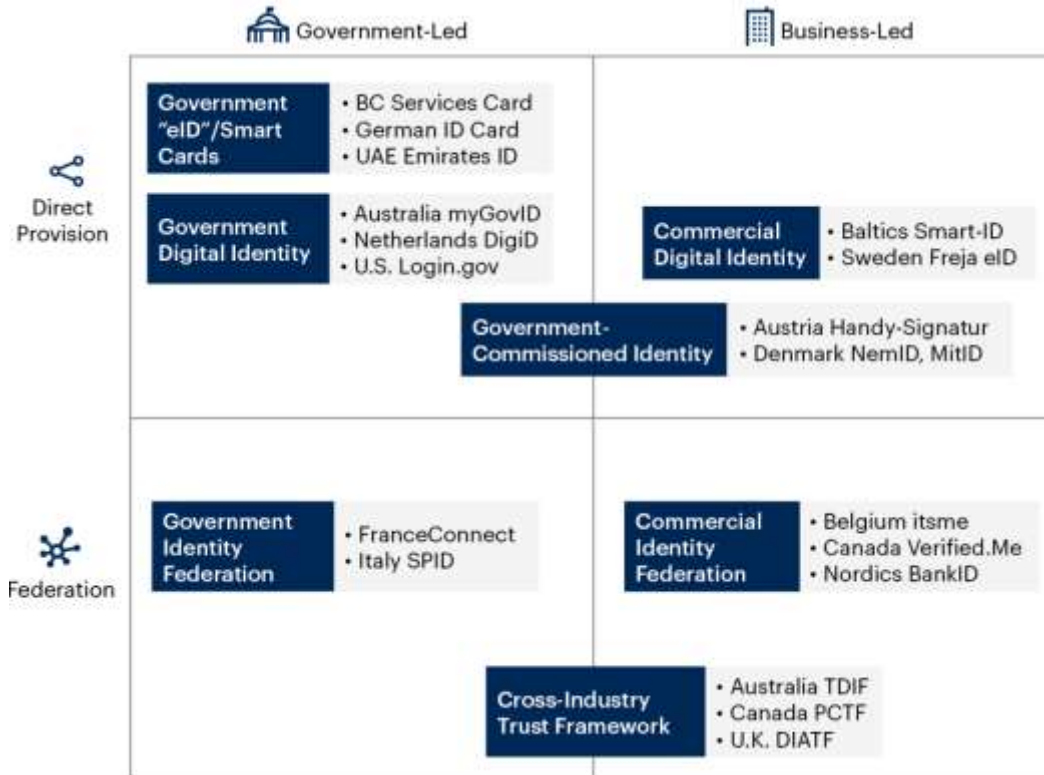 Government-Led
Business-Led
Direct
Provision
Government
"eID"/Smart
Cards
• BC Services Card
• German ID Card
• UAE Emirates ID
Government
Digital Identity
• Australia myGovID
• Netherlands DigiD
• U.S. Login.gov
Commercial
Digital Identity
• Baltics Smart-ID
• Sweden Freja eID
Government-
Commissioned Identity
• Austria Handy-Signatur
• Denmark NemID, MitID
Federation
Government
Identity
Federation
• FranceConnect
• Italy SPID
Commercial
Identity
Federation
• Belgium itsme
• Canada Verified.Me
• Nordics BankID
Cross-Industry
Trust Framework
• Australia TDIF
• Canada PCTF
• U.K. DIATF